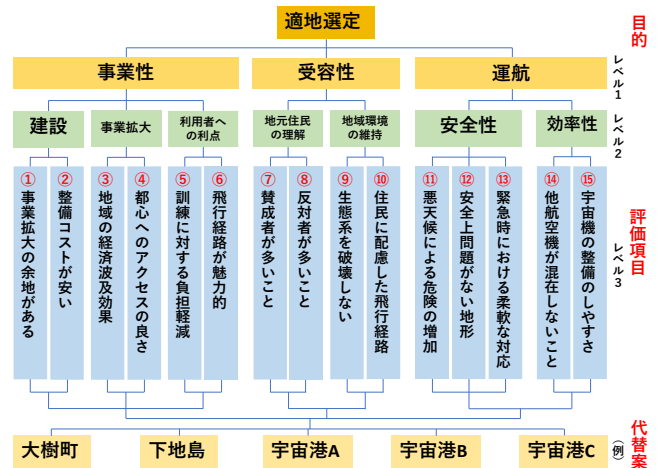 適地選定
目的
事業性
受容性
運航
レベル1
建設
事業拡大
利用者へ
の利点
地元住民
の理解
地域環境
の維持
安全性
効率性
レベル2
①事業拡大の余地がある
②整備コストが安い
③地域の経済波及効果
④都心へのアクセスの良さ
⑤訓練に対する負担軽減
⑥飛行経路が魅力的
⑦賛成者が多いこと
⑧反対者が多いこと
⑨生態系を破壊しない
⑩住民に配慮した飛行経路
⑪悪天候による危険の増加
⑫安全上問題がない地形
⑬緊急時における柔軟な対応
⑭他航空機が混在しないこと
⑮宇宙機の整備のしやすさ
レベル3
評価項目
大樹町
下地島
宇宙港A
宇宙港B
宇宙港C
(例)
代替案